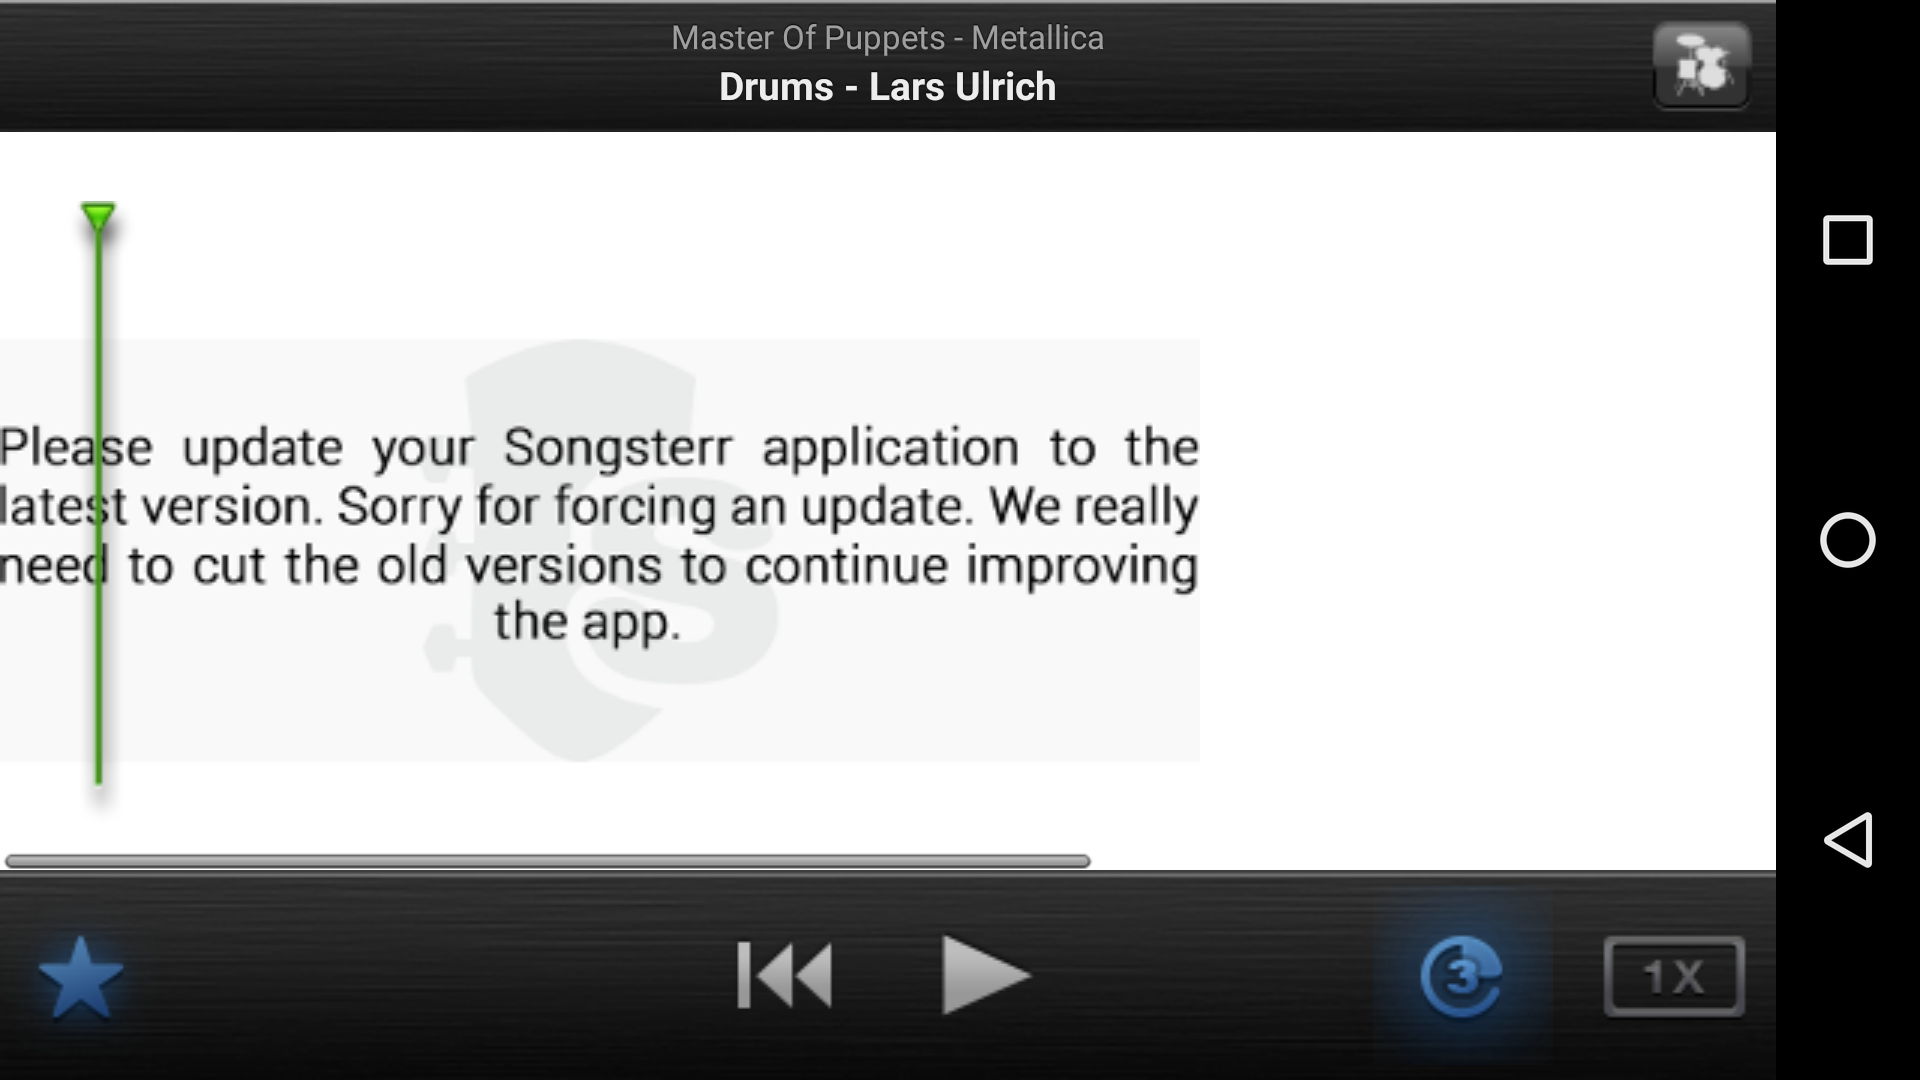 Master Of Puppets - Metallica
Drums - Lars Ulrich
Please update your Songsterr application to the
latest version. Sorry for forcing an update. We really
need to cut the old versions to continue improving
the app.
3
1X